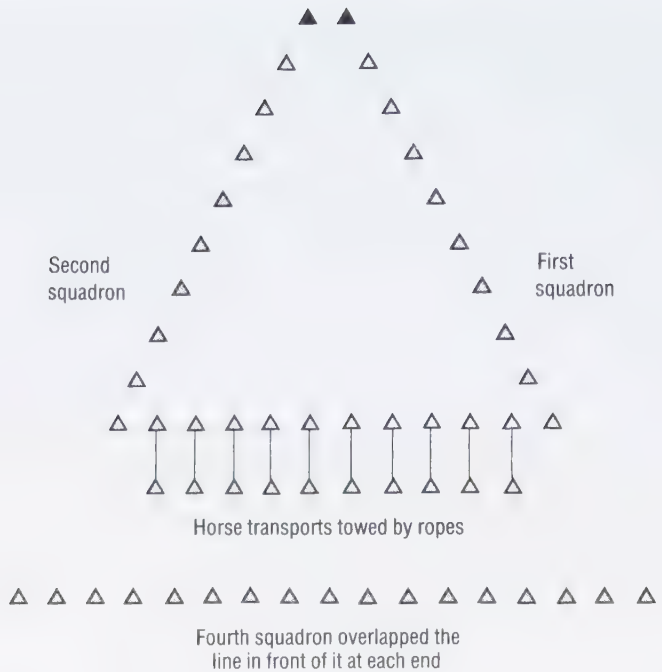 Second
squadron
First
squadron
Horse transports towed by ropes
Fourth squadron overlapped the
line in front of it at each end